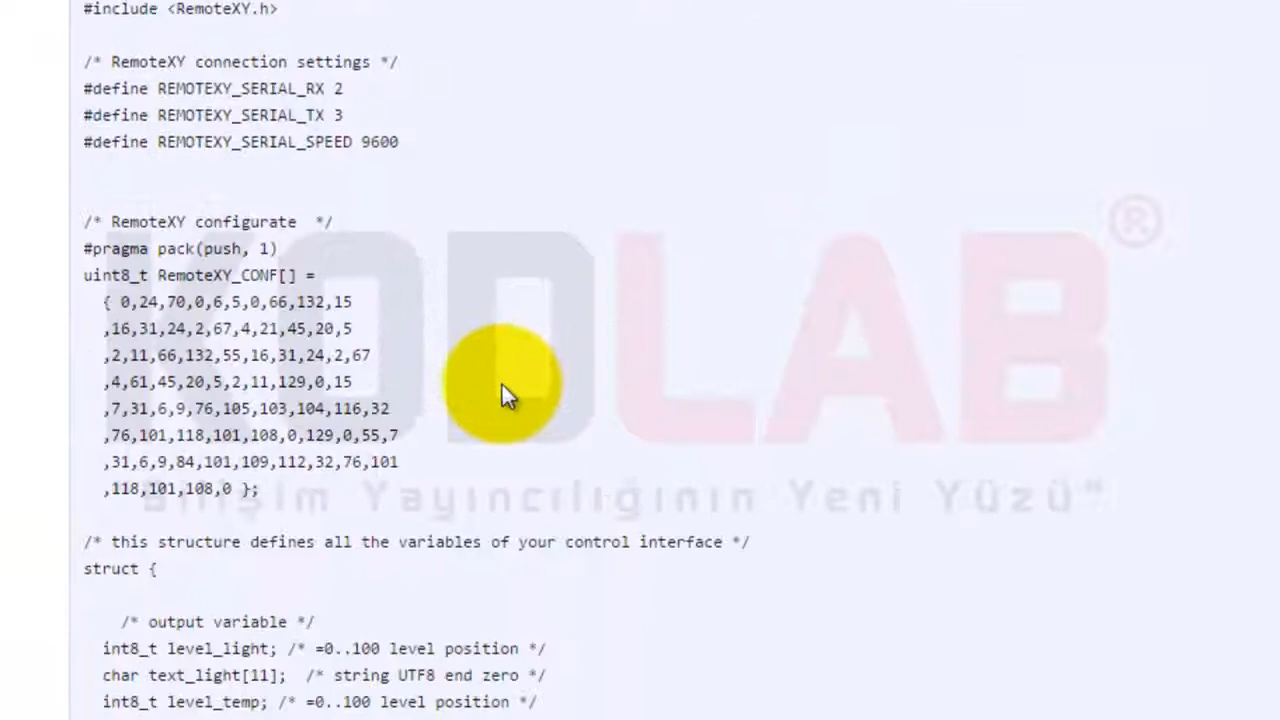 #include <RemoteXY.h>
/* RemoteXY connection settings */
#define REMOTEXY_SERIAL_RX 2
#define REMOTEXY_SERIAL_TX 3
#define REMOTEXY_SERIAL_SPEED 9600
/* RemoteXY configurate  */
#pragma pack(push, 1)
uint8_t RemoteXY_CONF[] =
{ 0,24,70,0,6,5,0,66,132,15
,16,31,24,2,67,4,21,45,20,5
,2,11,66,132,55,16,31,24,2,67
,4,61,45,20,5,2,11,129,0,15
,7,31,6,9,76,105,103,104,116,32
,76,101,118,101,108,0,129,0,55,7
,31,6,9,84,101,109,112,32,76,101
,118,101,108,0 };
KODLAB®
Bilişim Yayıncılığının Yeni Yüzü"
/* this structure defines all the variables of your control interface */
struct {
/* output variable */
int8_t level_light; /* =0..100 level position */
char text_light[11];  /* string UTF8 end zero */
int8_t level_temp; /* =0..100 level position */